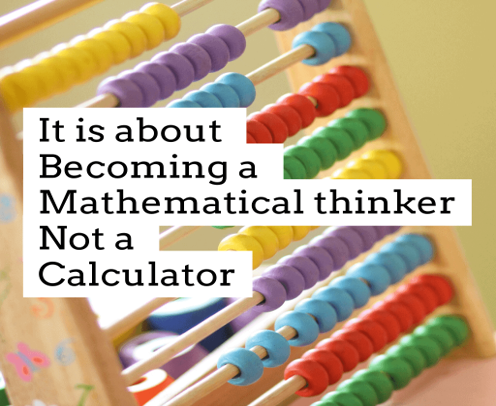 It is about
Becoming a
Mathematical thinker
Not a
Calculator